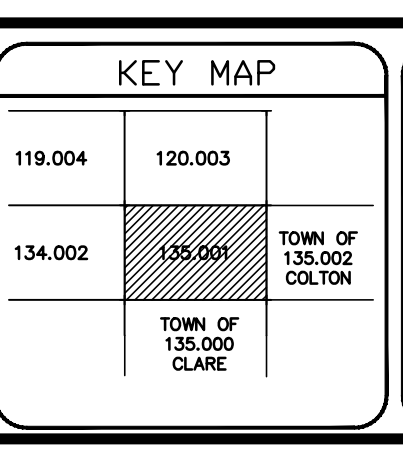 KEY MAP
119.004
120.003
134.002
135.001
TOWN OF
135.002
COLTON
TOWN OF
135.000
CLARE